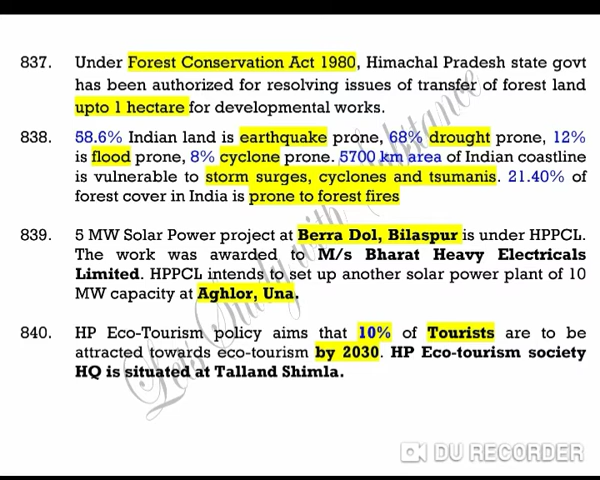 837. Under Forest Conservation Act 1980, Himachal Pradesh state govt
has been authorized for resolving issues of transfer of forest land
upto 1 hectare for developmental works.
838. 58.6% Indian land is earthquake prone, 68% drought prone, 12%
is flood prone, 8% cyclone prone. 5700 km area of Indian coastline
is vulnerable to storm surges, cyclones and tsumanis. 21.40% of
forest cover in India is prone to forest fires
839. 5 MW Solar Power project at Berra Dol, Bilaspur is under HPPCL.
The work was awarded to M/s Bharat Heavy Electricals
Limited. HPPCL intends to set up another solar power plant of 10
MW capacity at Aghlor, Una.
840. HP Eco-Tourism policy aims that 10% of Tourists are to be
attracted towards eco-tourism by 2030. HP Eco-tourism society
HQ is situated at Talland Shimla.
Lets Study with Substance
DU RECORDER